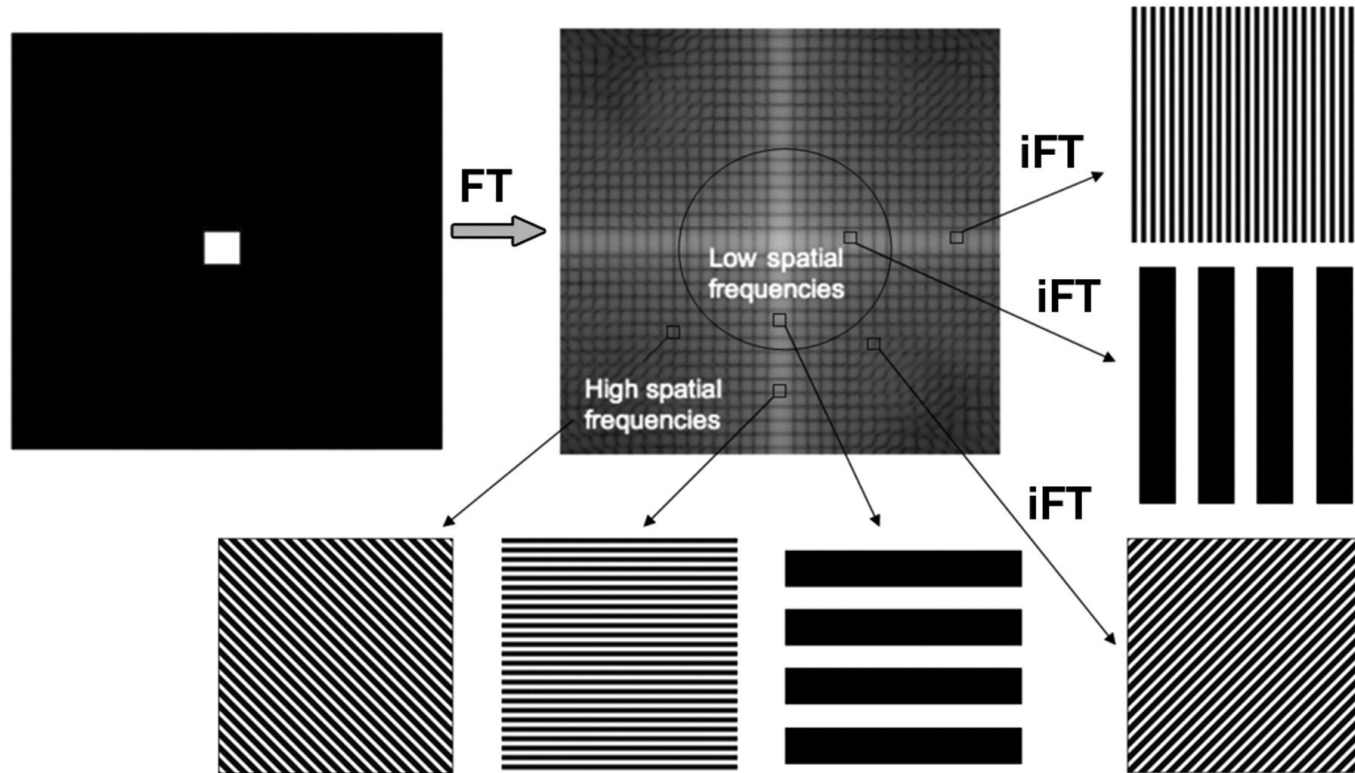 FT
iFT
iFT
Low spatial
frequencies
High spatial
frequencies
iFT